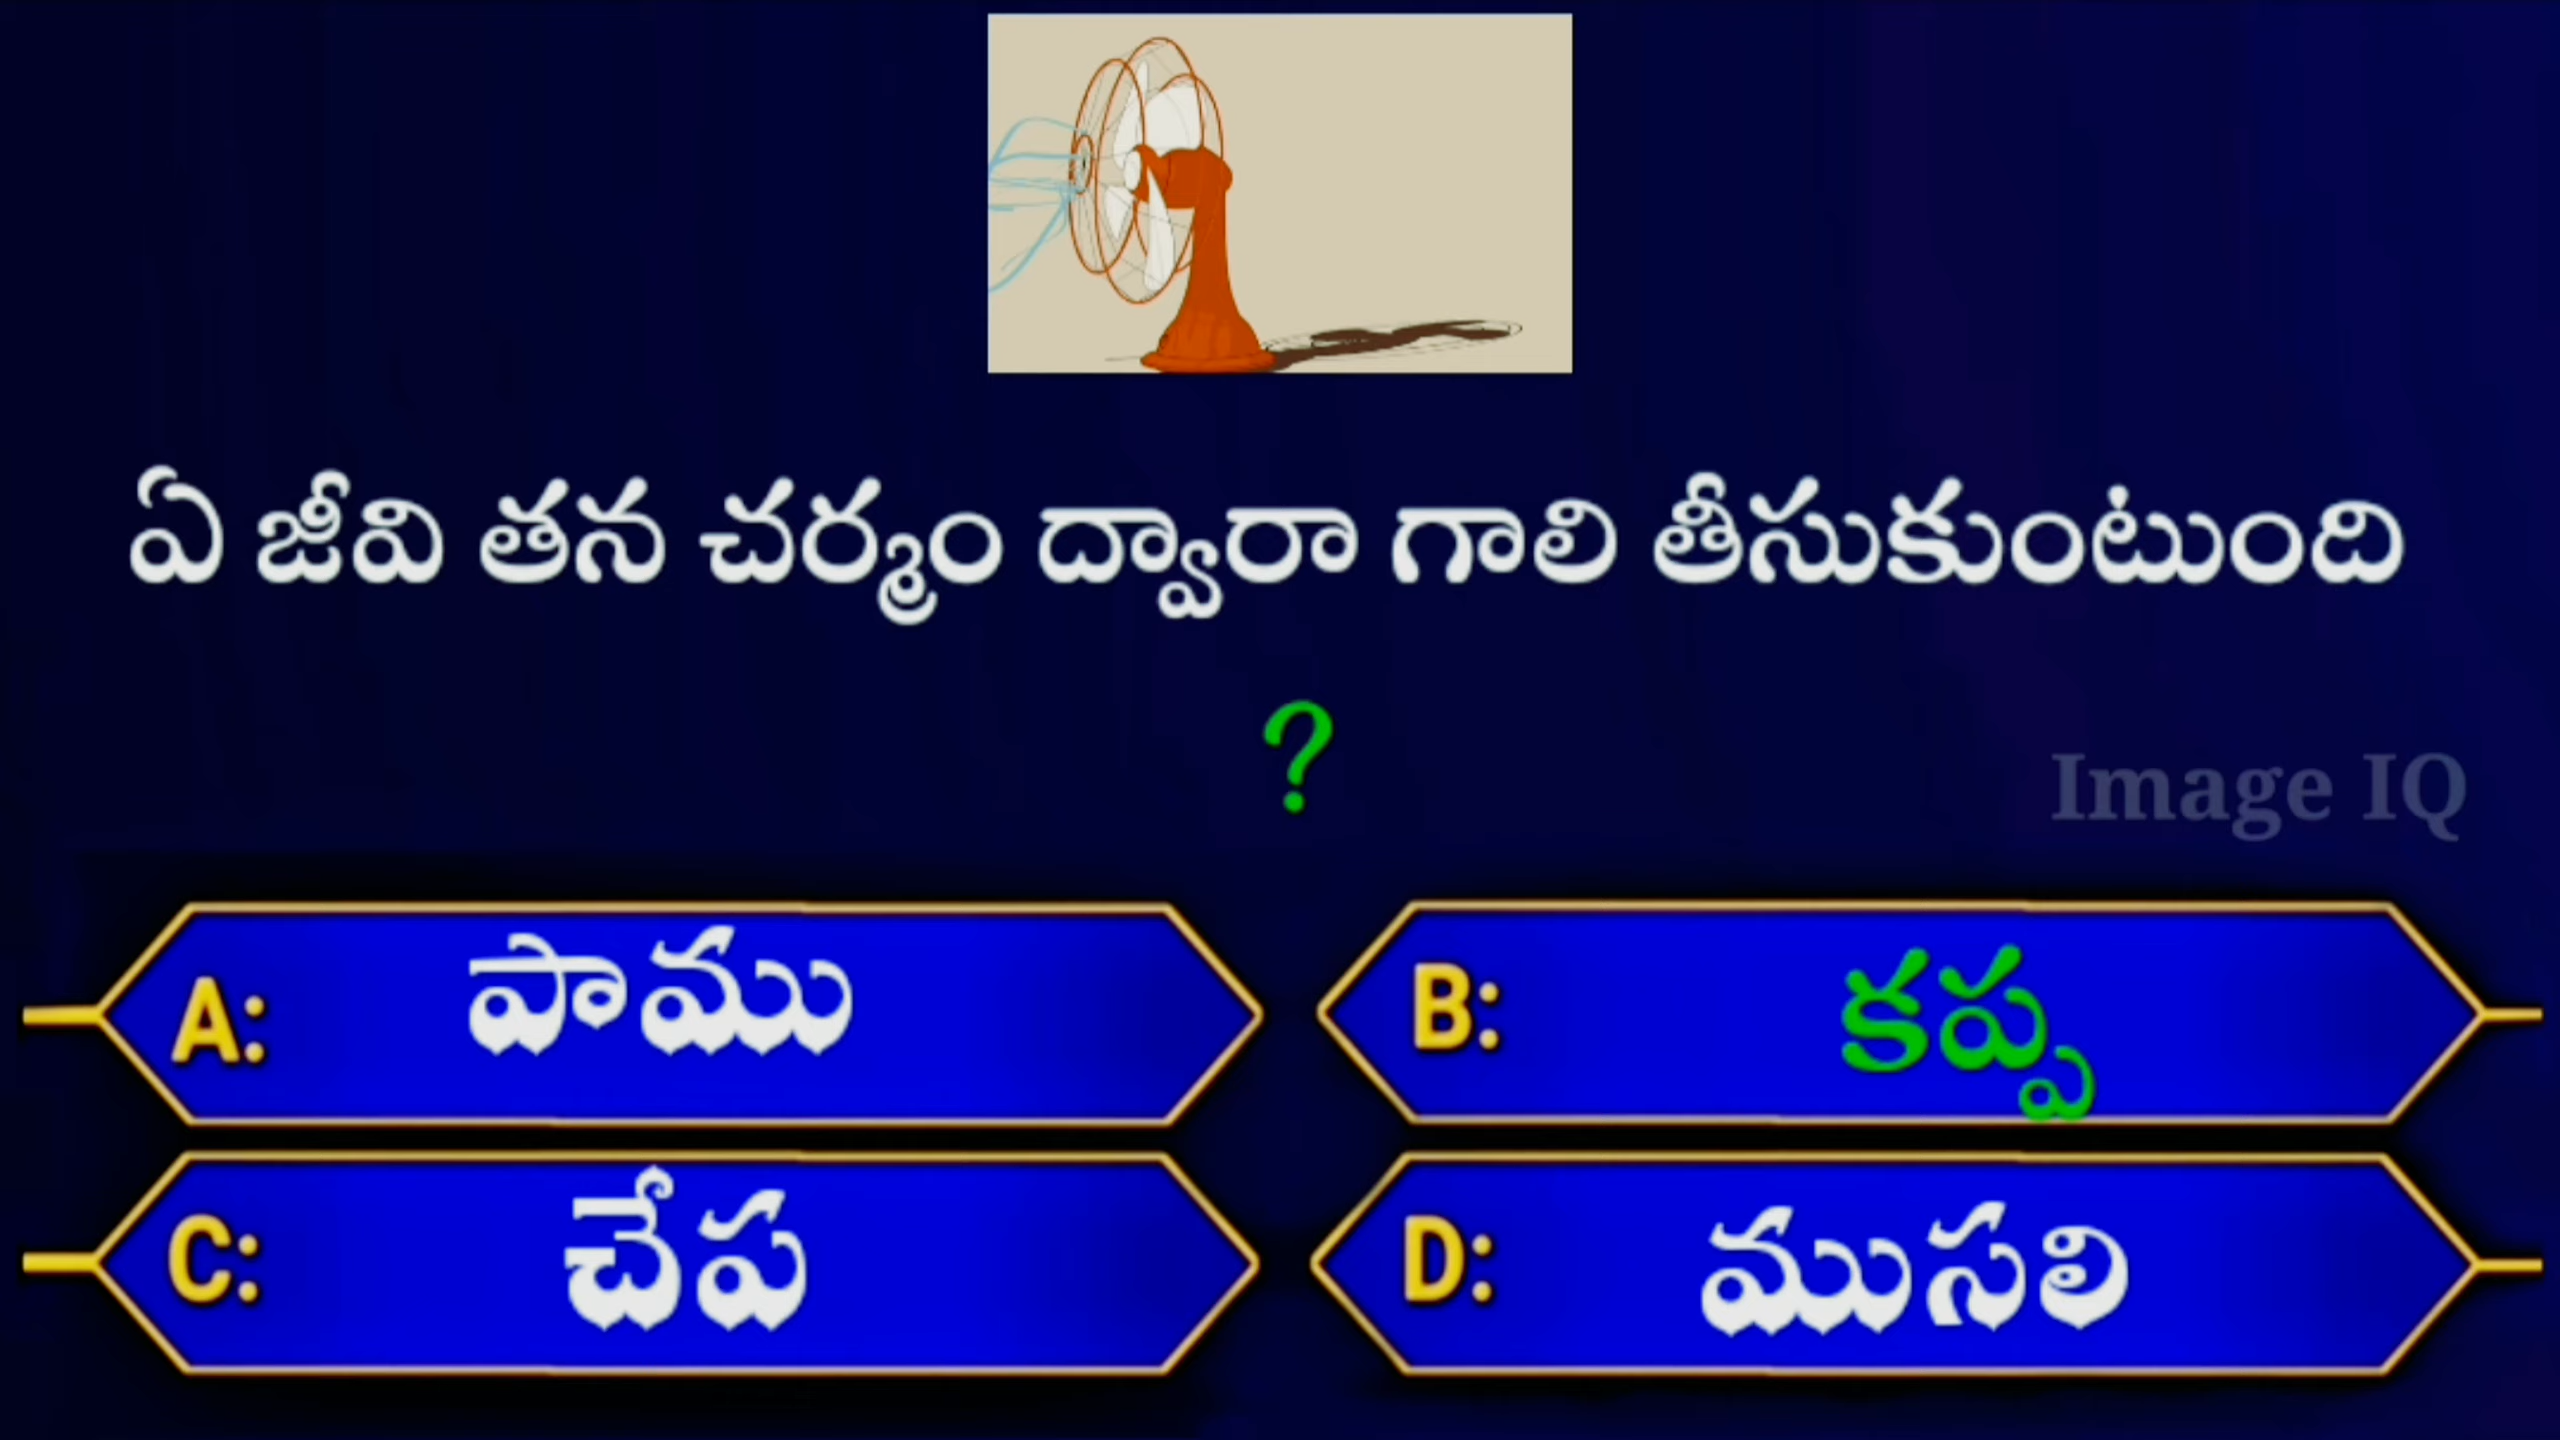 ఏ జీవి తన చర్మం ద్వారా గాలి తీసుకుంటుంది
?
Image IQ
A: పాము
B: కప్ప
C: చేప
D: ముసలి